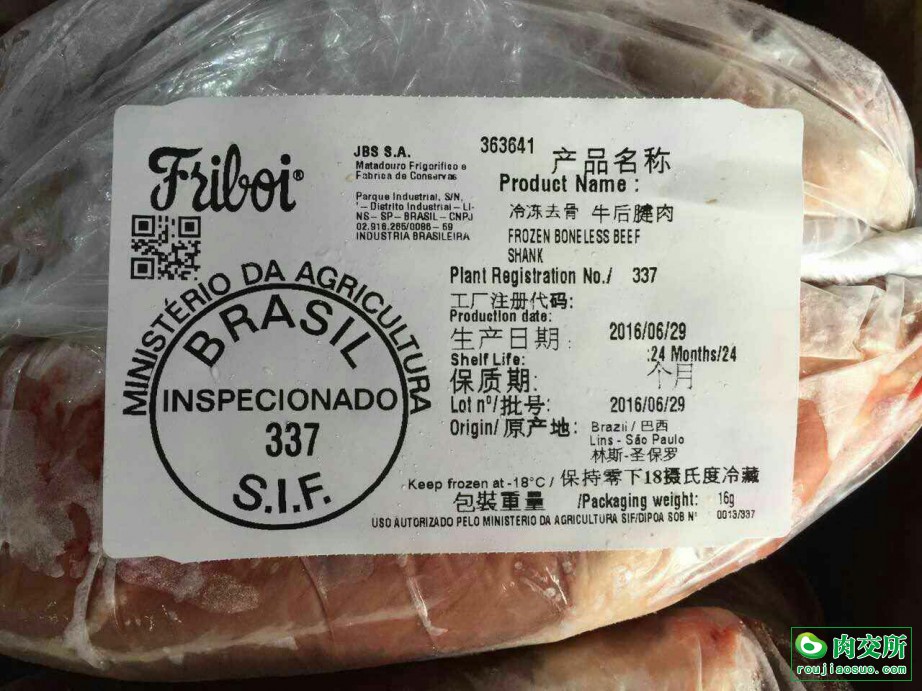 Friboi®
JBS S.A.
Matadouro Frigorífico e
Fabrica de Conservas
Parque Industrial, S/N,
– Distrito Industrial – LI-
NS– SP– BRASIL – CNPJ
02.916.265/0096– 59
INDUSTRIA BRASILEIRA
MINISTÉRIO DA AGRICULTURA
BRASIL
INSPECIONADO
337
S.I.F.
363641
产品名称
Product Name :
冷冻去骨 牛后腱肉
FROZEN BONELESS BEEF
SHANK
Plant Registration No./ 337
工厂注册代码:
Production date:
生产日期: 2016/06/29
Shelf Life: :24 Months/24
保质期: 个月
Lot nº/批号: 2016/06/29
Origin/ 原产地: Brazil / 巴西
Lins - São Paulo
林斯-圣保罗
Keep frozen at -18°C / 保持零下18摄氏度冷藏
包装重量 /Packaging weight: 16g
USO AUTORIZADO PELO MINISTERIO DA AGRICULTURA SIF/DIPOA SOB Nº 0013/337
肉交所
roujiaosuo.com